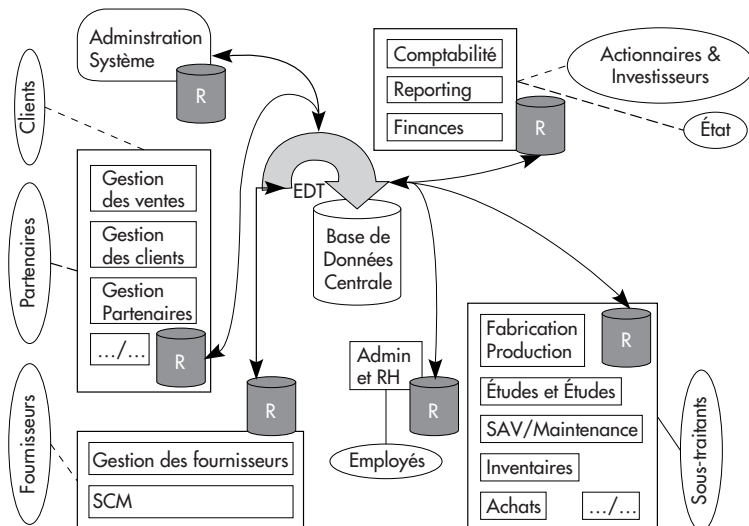 Adminstration
Système
R
Clients
Comptabilité
Reporting
Finances
R
Actionnaires &
Investisseurs
État
Gestion
des ventes
Gestion
des clients
Gestion
Partenaires
.../...
R
Partenaires
EDT
Base de
Données
Centrale
Fournisseurs
R
Gestion des fournisseurs
SCM
Admin
et RH
R
Employés
Fabrication
Production
R
Études et Études
SAV/Maintenance
Inventaires
Achats
.../...
Sous-traitants